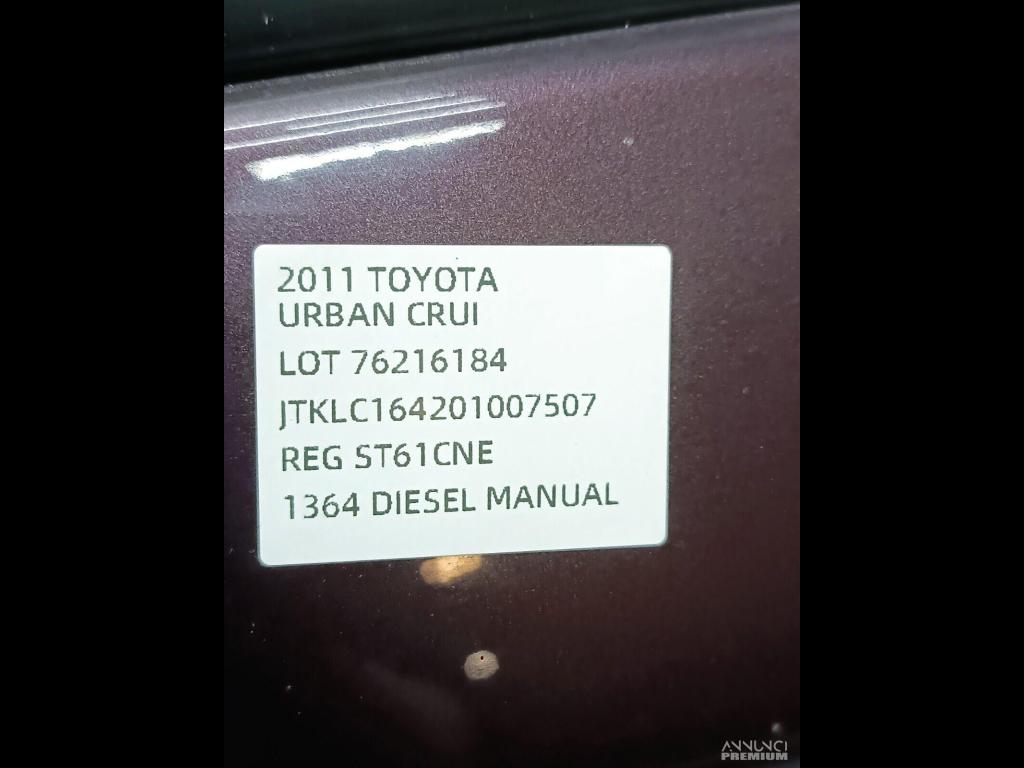 2011 TOYOTA
URBAN CRUI
LOT 76216184
JTKLC164201007507
REG ST61CNE
1364 DIESEL MANUAL
ANNUNCI
PREMIUM